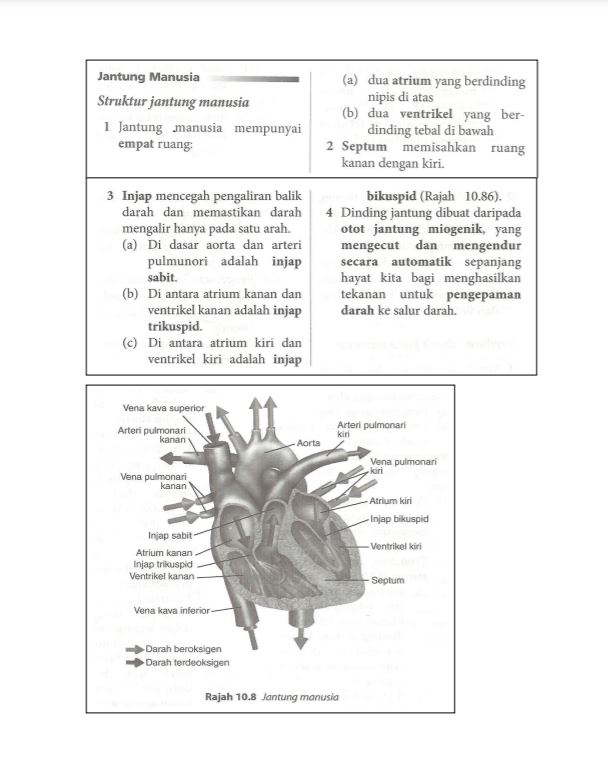 Jantung Manusia
Struktur jantung manusia
1 Jantung manusia mempunyai
empat ruang:
(a) dua atrium yang berdinding
nipis di atas
(b) dua ventrikel yang ber-
dinding tebal di bawah
2 Septum memisahkan ruang
kanan dengan kiri.
3 Injap mencegah pengaliran balik
darah dan memastikan darah
mengalir hanya pada satu arah.
(a) Di dasar aorta dan arteri
pulmunori adalah injap
sabit.
(b) Di antara atrium kanan dan
ventrikel kanan adalah injap
trikuspid.
(c) Di antara atrium kiri dan
ventrikel kiri adalah injap
bikuspid (Rajah 10.86).
4 Dinding jantung dibuat daripada
otot jantung miogenik, yang
mengecut dan mengendur
secara automatik sepanjang
hayat kita bagi menghasilkan
tekanan untuk pengepaman
darah ke salur darah.
Vena kava superior
Arteri pulmonari
kanan
Vena pulmonari
kanan
Injap sabit
Atrium kanan
Injap trikuspid
Ventrikel kanan
Vena kava inferior
Aorta
Arteri pulmonari
kiri
Vena pulmonari
kiri
Atrium kiri
Injap bikuspid
Ventrikel kiri
Septum
Darah beroksigen
Darah terdeoksigen
Rajah 10.8 Jantung manusia